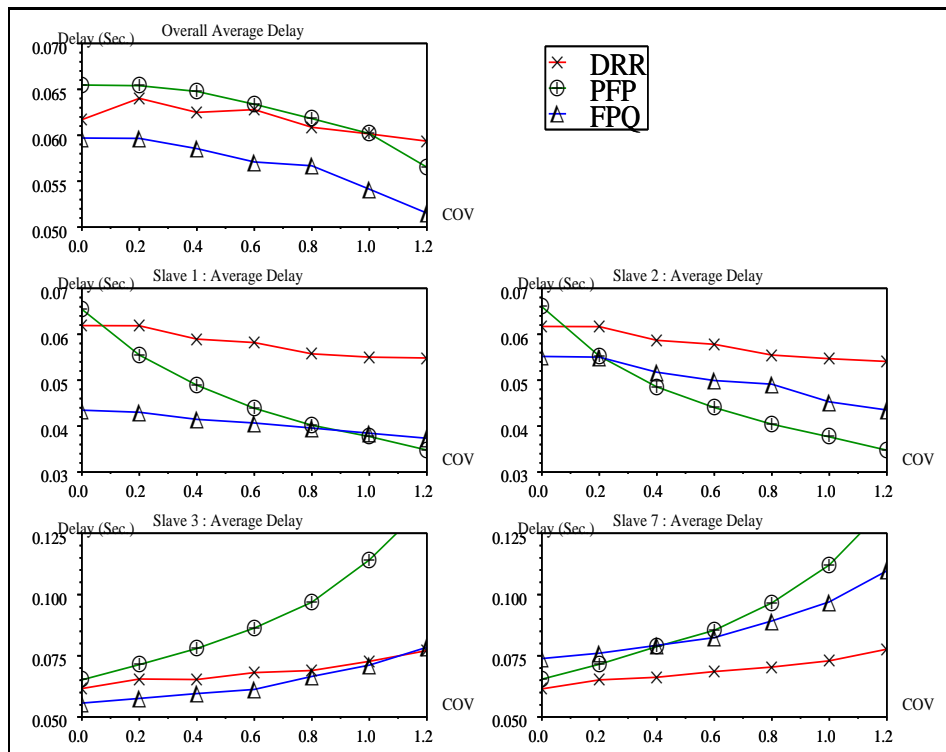 Overall Average Delay
Delay (Sec.)
0.070
0.065
0.060
0.055
0.050
0.0 0.2 0.4 0.6 0.8 1.0 1.2
COV
DRR
PFP
FPQ
Slave 1 : Average Delay
Delay (Sec.)
0.07
0.06
0.05
0.04
0.03
0.0 0.2 0.4 0.6 0.8 1.0 1.2
COV
Slave 2 : Average Delay
Delay (Sec.)
0.07
0.06
0.05
0.04
0.03
0.0 0.2 0.4 0.6 0.8 1.0 1.2
COV
Slave 3 : Average Delay
Delay (Sec.)
0.125
0.100
0.075
0.050
0.0 0.2 0.4 0.6 0.8 1.0 1.2
COV
Slave 7 : Average Delay
Delay (Sec.)
0.125
0.100
0.075
0.050
0.0 0.2 0.4 0.6 0.8 1.0 1.2
COV